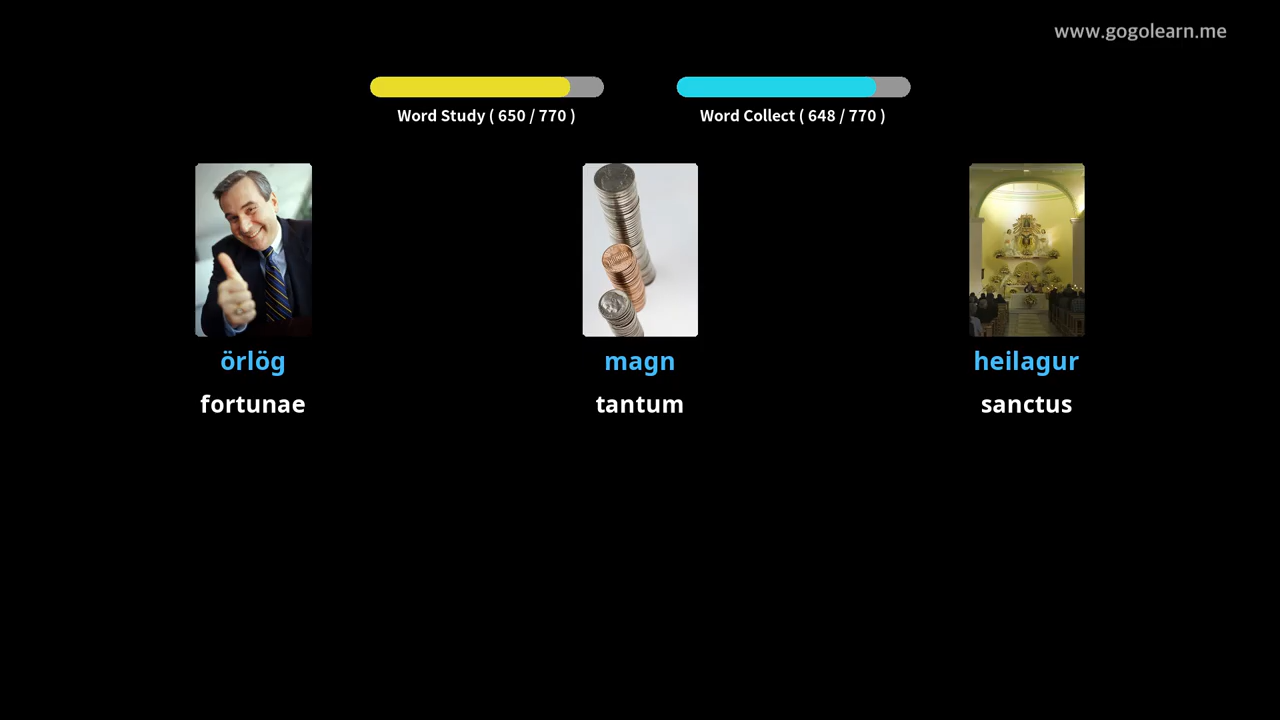 www.gogolearn.me
Word Study ( 650 / 770 )
Word Collect ( 648 / 770 )
örlög
magn
heilagur
fortunae
tantum
sanctus